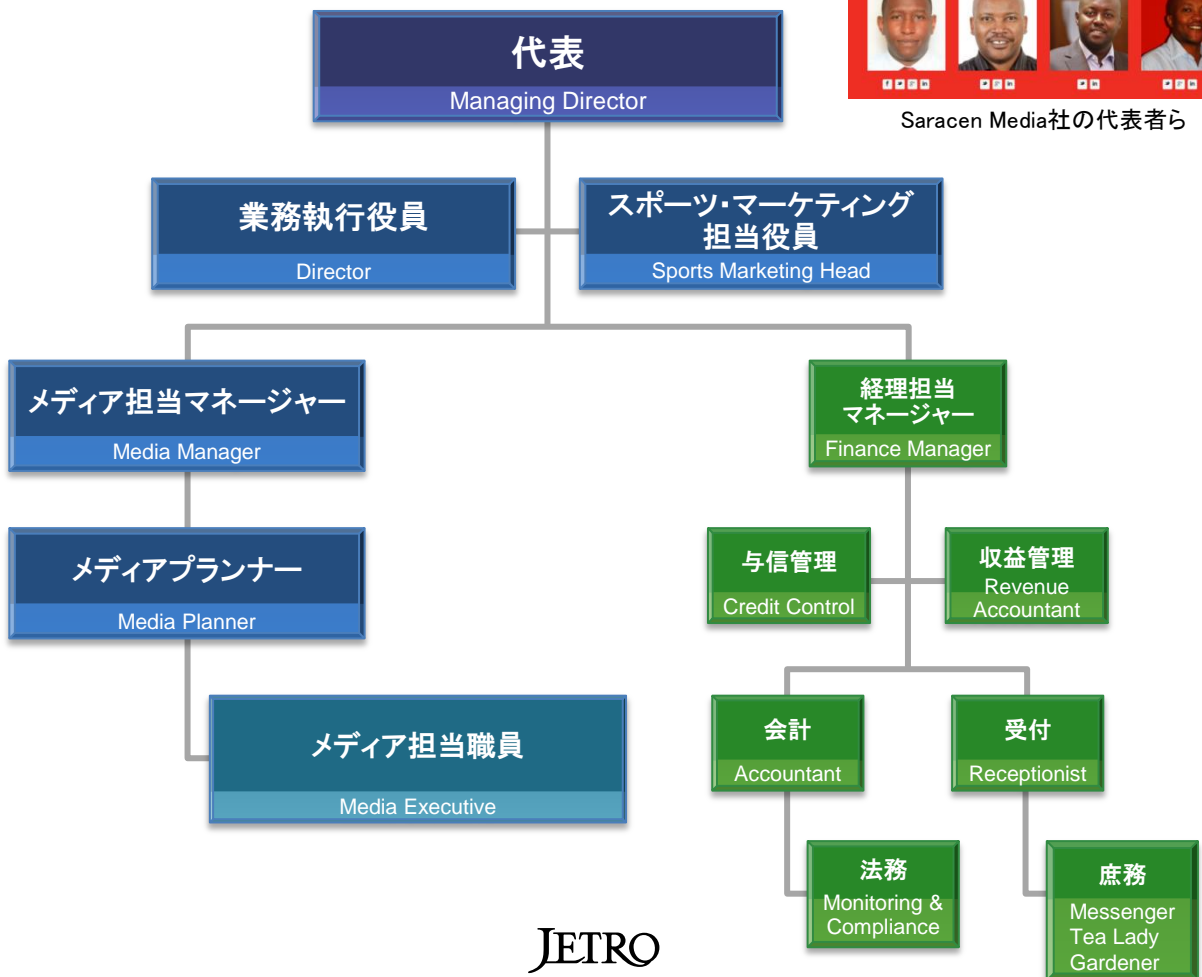 代表
Managing Director
Saracen Media社の代表者ら
業務執行役員
Director
スポーツ・マーケティング
担当役員
Sports Marketing Head
メディア担当マネージャー
Media Manager
経理担当
マネージャー
Finance Manager
メディアプランナー
Media Planner
与信管理
Credit Control
収益管理
Revenue
Accountant
メディア担当職員
Media Executive
会計
Accountant
受付
Receptionist
法務
Monitoring &
Compliance
庶務
Messenger
Tea Lady
Gardener
JETRO